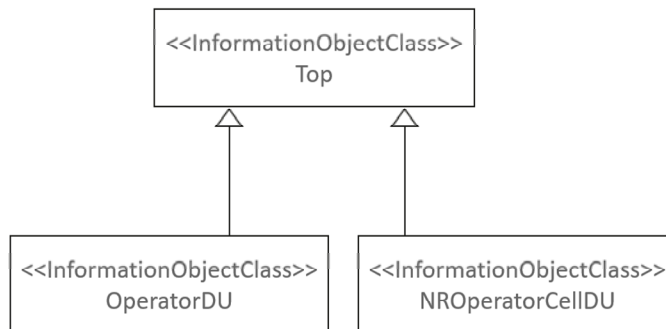 <<InformationObjectClass>>
Top
<<InformationObjectClass>>
OperatorDU
<<InformationObjectClass>>
NROperatorCellDU